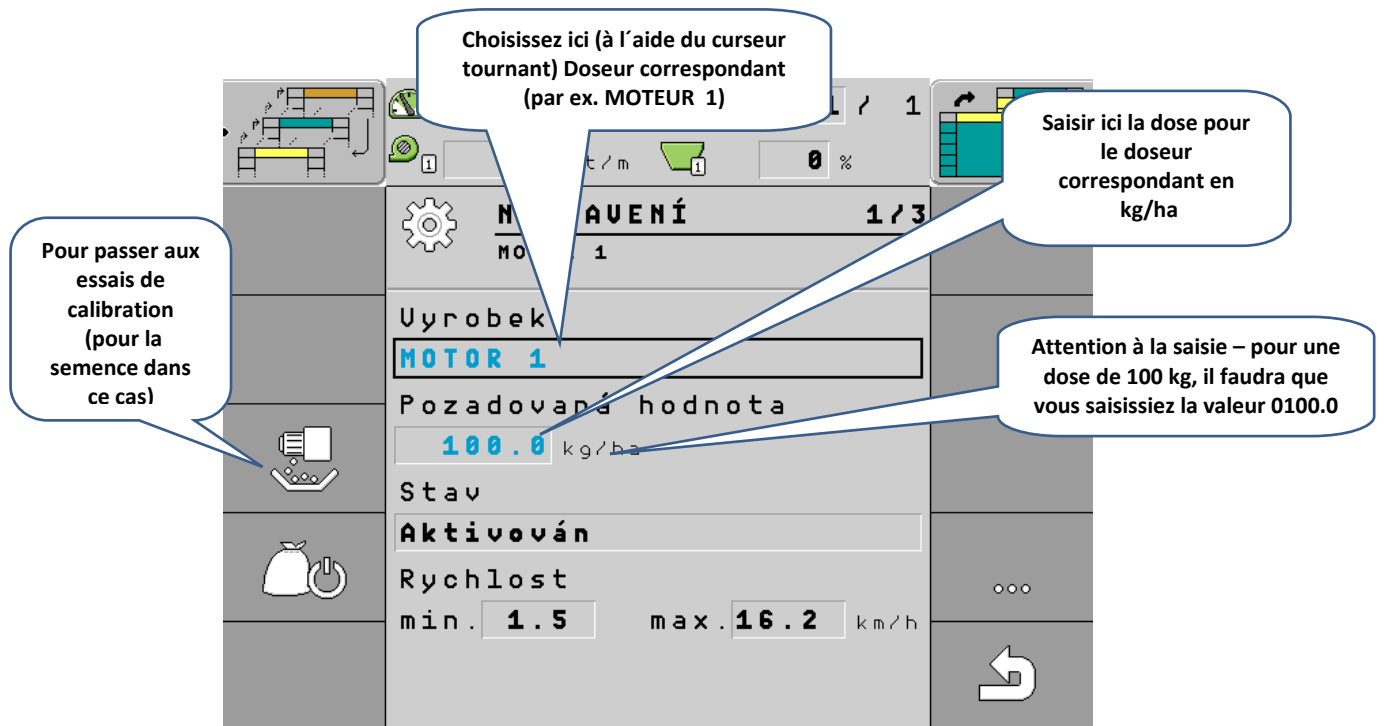 Choisissez ici (à l´aide du curseur
tournant) Doseur correspondant
(par ex. MOTEUR 1)
/ 1
1
t/m
1
0 %
Saisir ici la dose pour
le doseur
correspondant en
kg/ha
1/3
1
Pour passer aux
essais de
calibration
(pour la
semence dans
ce cas)
Vyrobek
MOTOR 1
Attention à la saisie – pour une
dose de 100 kg, il faudra que
vous saisissiez la valeur 0100.0
Pozadovaná hodnota
100.0 kg/ha
Stav
Aktivován
Rychlost
min. 1.5 max. 16.2 km/h